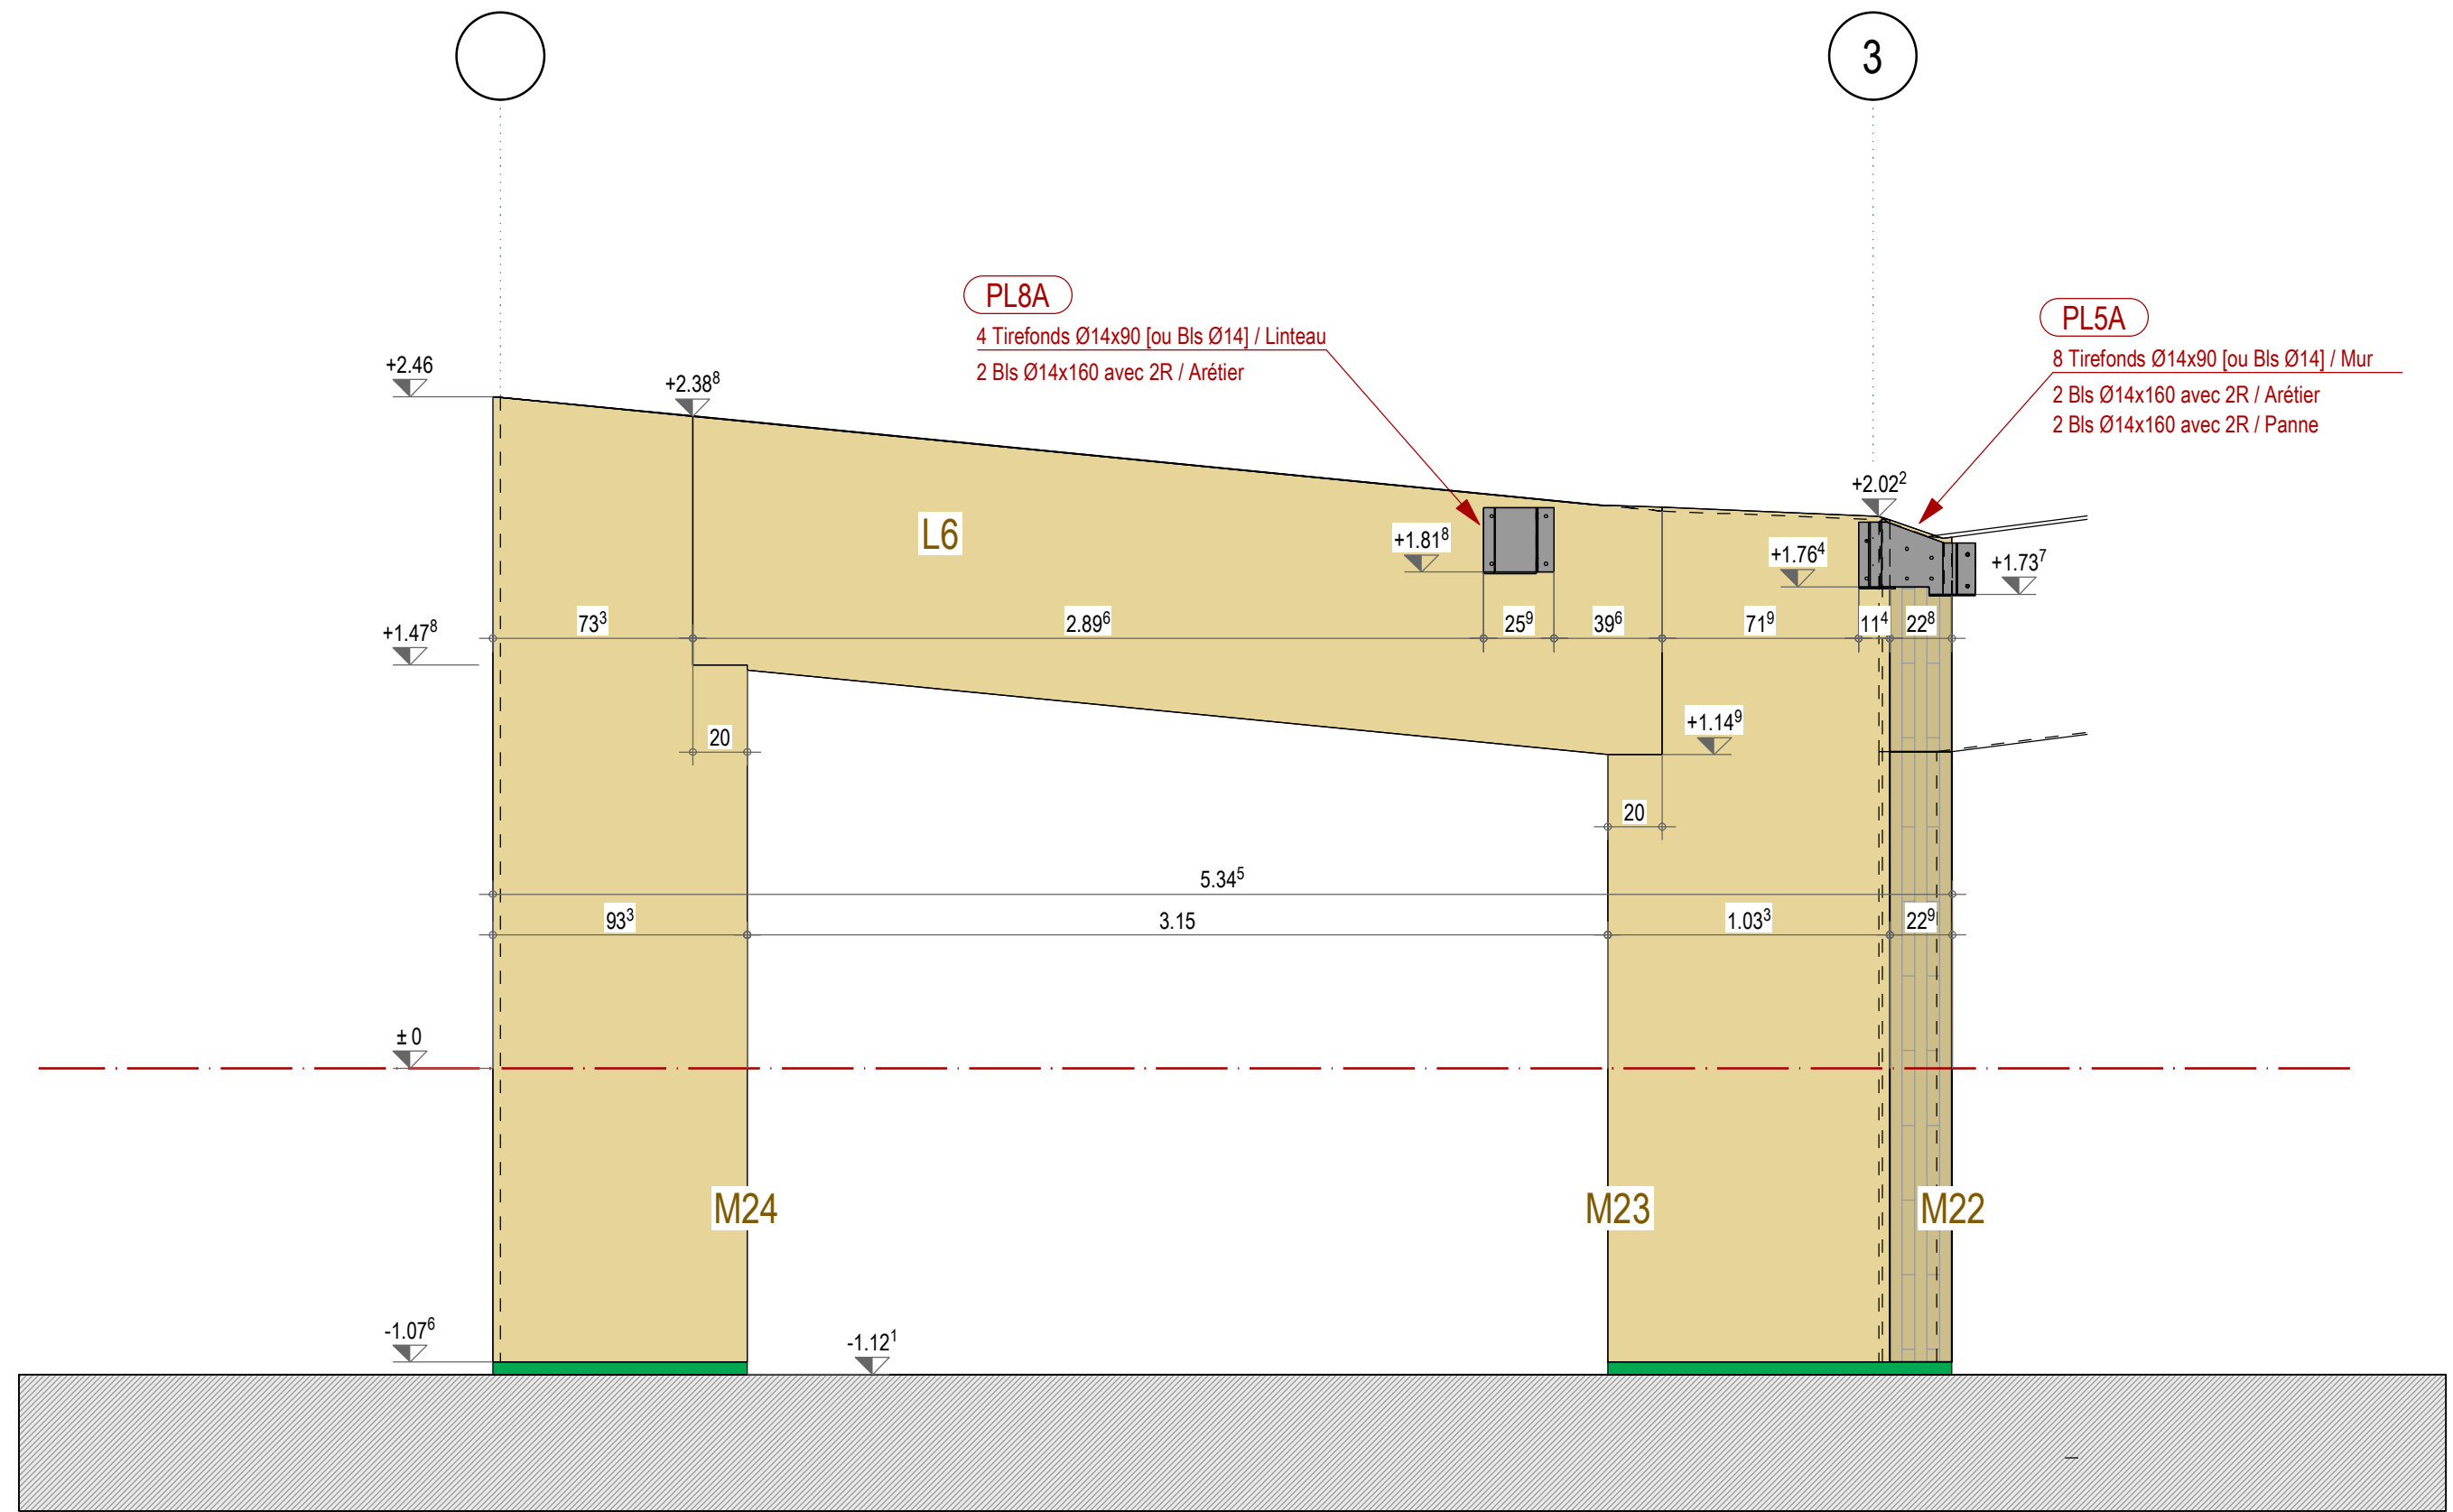 3
PL8A
4 Tirefonds Ø14x90 [ou Bls Ø14] / Linteau
2 Bls Ø14x160 avec 2R / Arétier
PL5A
8 Tirefonds Ø14x90 [ou Bls Ø14] / Mur
2 Bls Ø14x160 avec 2R / Arétier
2 Bls Ø14x160 avec 2R / Panne
+2.46
+2.38⁸
+2.02²
L6
+1.81⁸
+1.76⁴
+1.73⁷
+1.47⁸
73³
2.89⁶
25⁹
39⁶
71⁹
11⁴
22⁸
20
+1.14⁹
20
5.34⁵
93³
3.15
1.03³
22⁹
± 0
M24
M23
M22
-1.07⁶
-1.12¹